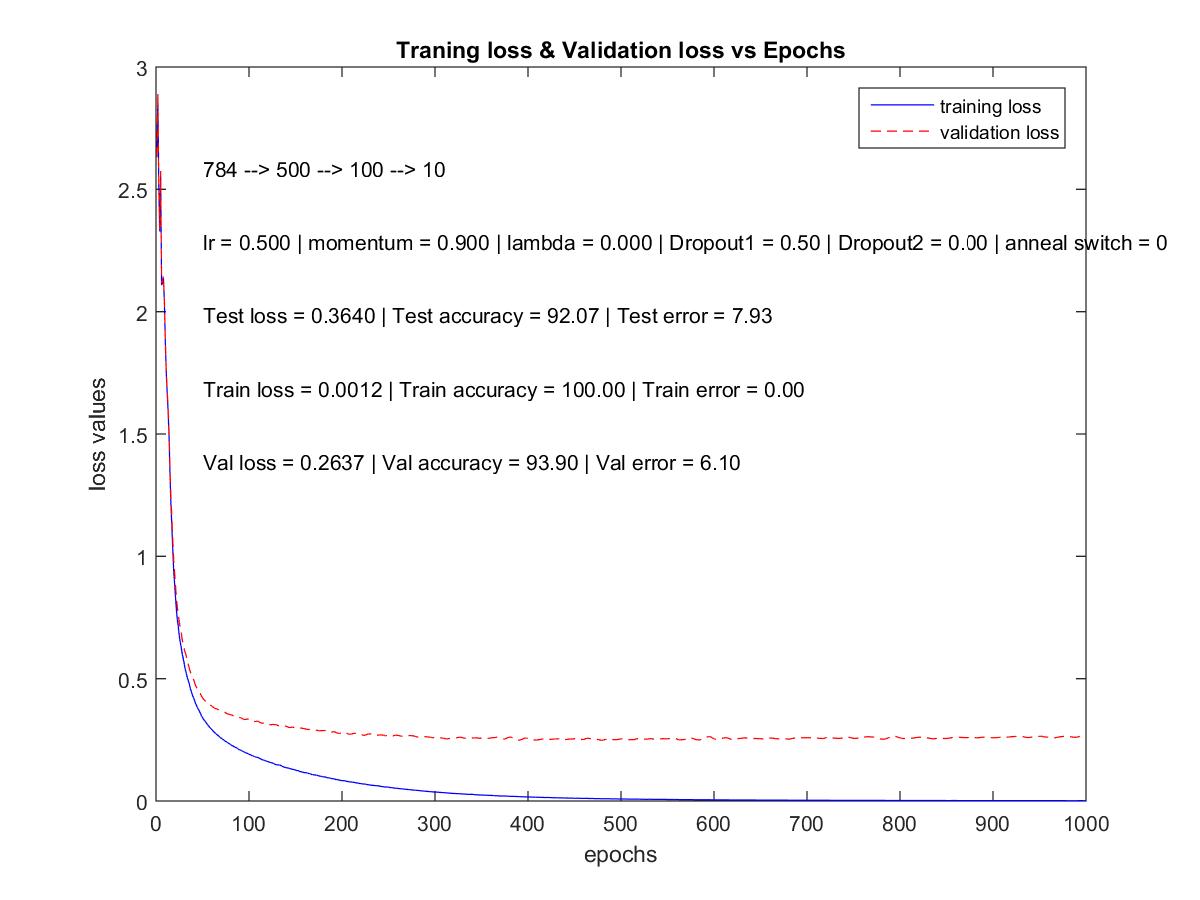 Traning loss & Validation loss vs Epochs
3
training loss
validation loss
784 --> 500 --> 100 --> 10
2.5
lr = 0.500 | momentum = 0.900 | lambda = 0.000 | Dropout1 = 0.50 | Dropout2 = 0.00 | anneal switch = 0
2
Test loss = 0.3640 | Test accuracy = 92.07 | Test error = 7.93
Train loss = 0.0012 | Train accuracy = 100.00 | Train error = 0.00
loss values
1.5
Val loss = 0.2637 | Val accuracy = 93.90 | Val error = 6.10
1
0.5
0
0 100 200 300 400 500 600 700 800 900 1000
epochs